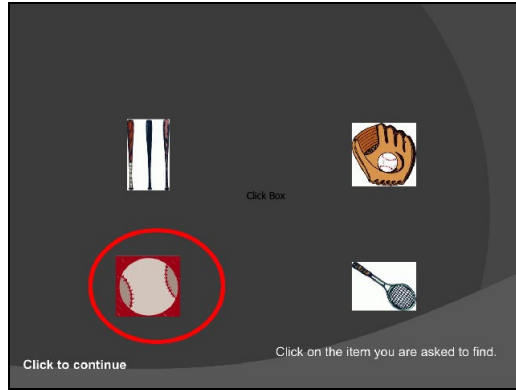 Click Box
Click on the item you are asked to find.
Click to continue